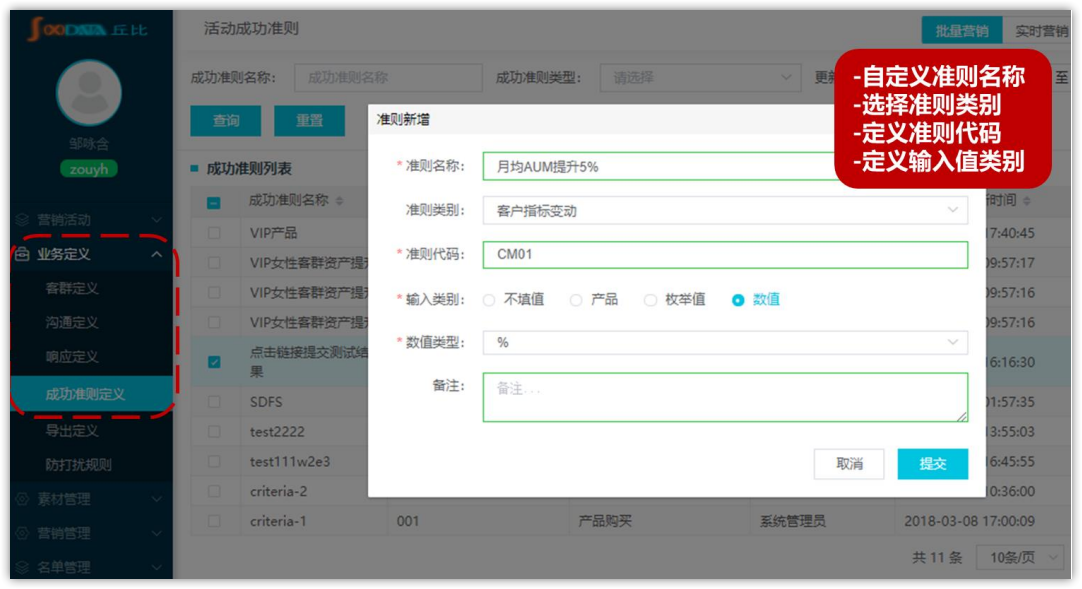 JOODATA 丘比
邹咏含
zouyh
营销活动
业务定义
客群定义
沟通定义
响应定义
成功准则定义
导出定义
防打扰规则
素材管理
营销管理
名单管理
活动成功准则
批量营销
实时营销
成功准则名称:
成功准则名称
成功准则类型:
请选择
至
查询
重置
-自定义准则名称
-选择准则类别
-定义准则代码
-定义输入值类别
成功准则列表
成功准则名称
时间
VIP产品
17:40:45
VIP女性客群资产提升
09:57:17
VIP女性客群资产提升
09:57:16
VIP女性客群资产提升
09:57:16
点击链接提交测试结果
16:16:30
SDFS
01:57:35
test2222
13:55:03
test111w2e3
16:45:55
criteria-2
10:36:00
criteria-1 001 产品购买 系统管理员 2018-03-08 17:00:09
共 11 条 10条/页
准则新增
* 准则名称: 月均AUM提升5%
准则类别: 客户指标变动
* 准则代码: CM01
* 输入类别: 不填值 产品 枚举值 数值
* 数值类型: %
备注: 备注...
取消 提交